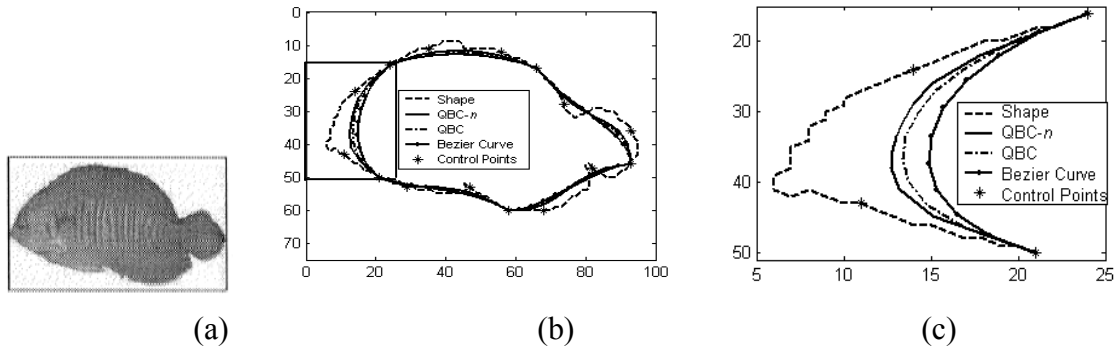 0
10
20
30
40
50
60
70
0
20
40
60
80
100
Shape
QBC-n
QBC
Bezier Curve
Control Points
20
30
40
50
5
10
15
20
25
Shape
QBC-n
QBC
Bezier Curve
Control Points
(a)
(b)
(c)